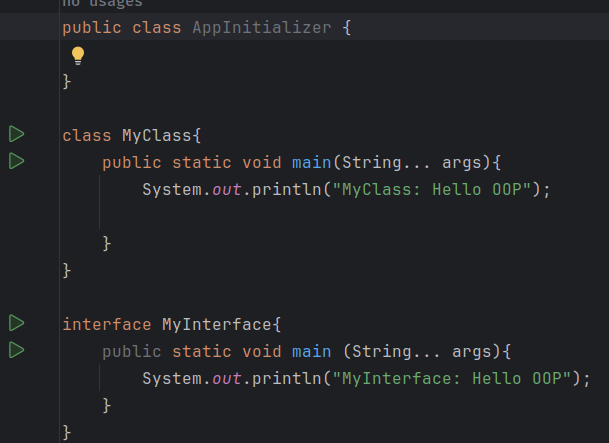 no usages
public class AppInitializer {
}
class MyClass{
public static void main(String... args){
System.out.println("MyClass: Hello OOP");
}
}
interface MyInterface{
public static void main (String... args){
System.out.println("MyInterface: Hello OOP");
}
}